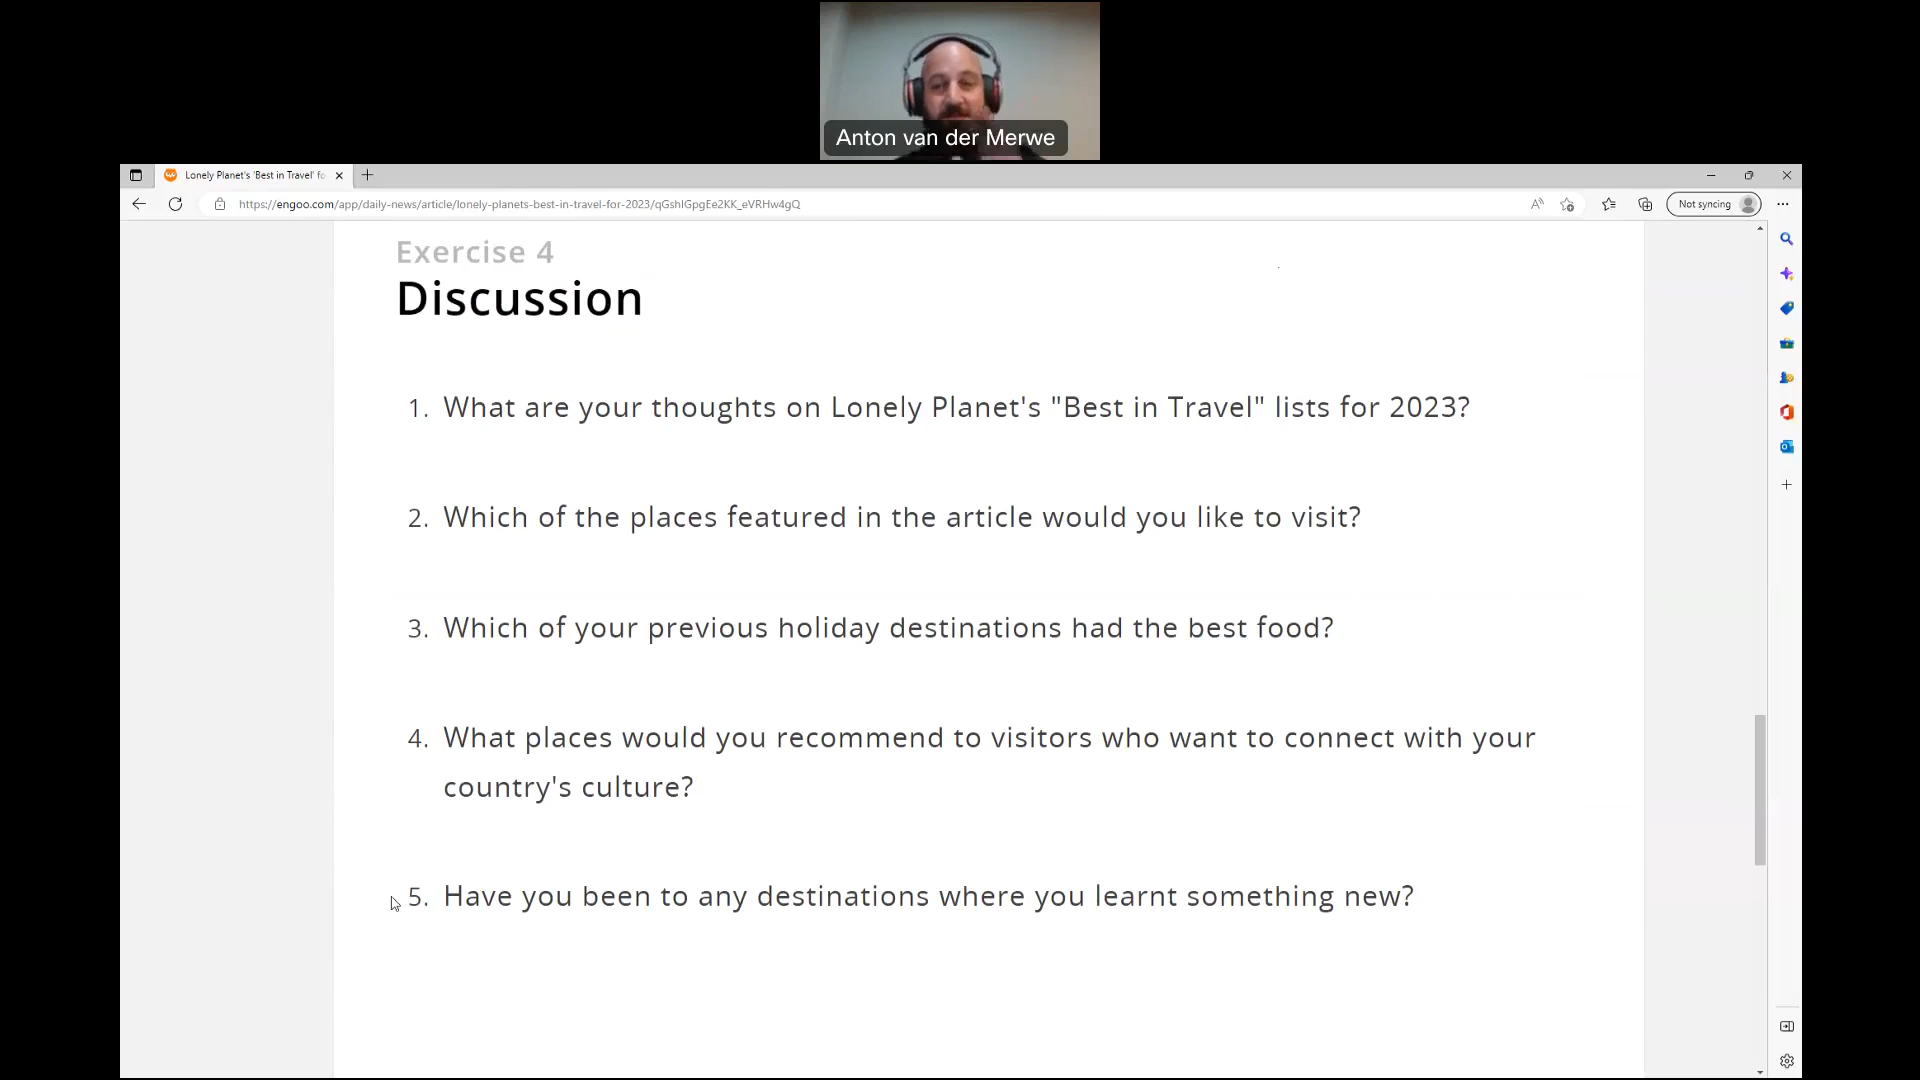 Anton van der Merwe
Lonely Planet's 'Best in Travel' fo
https://engoo.com/app/daily-news/article/lonely-planets-best-in-travel-for-2023/qGshlGpgEe2KK_eVRHw4gQ
Not syncing
Exercise 4
Discussion
1. What are your thoughts on Lonely Planet's "Best in Travel" lists for 2023?
2. Which of the places featured in the article would you like to visit?
3. Which of your previous holiday destinations had the best food?
4. What places would you recommend to visitors who want to connect with your
country's culture?
5. Have you been to any destinations where you learnt something new?